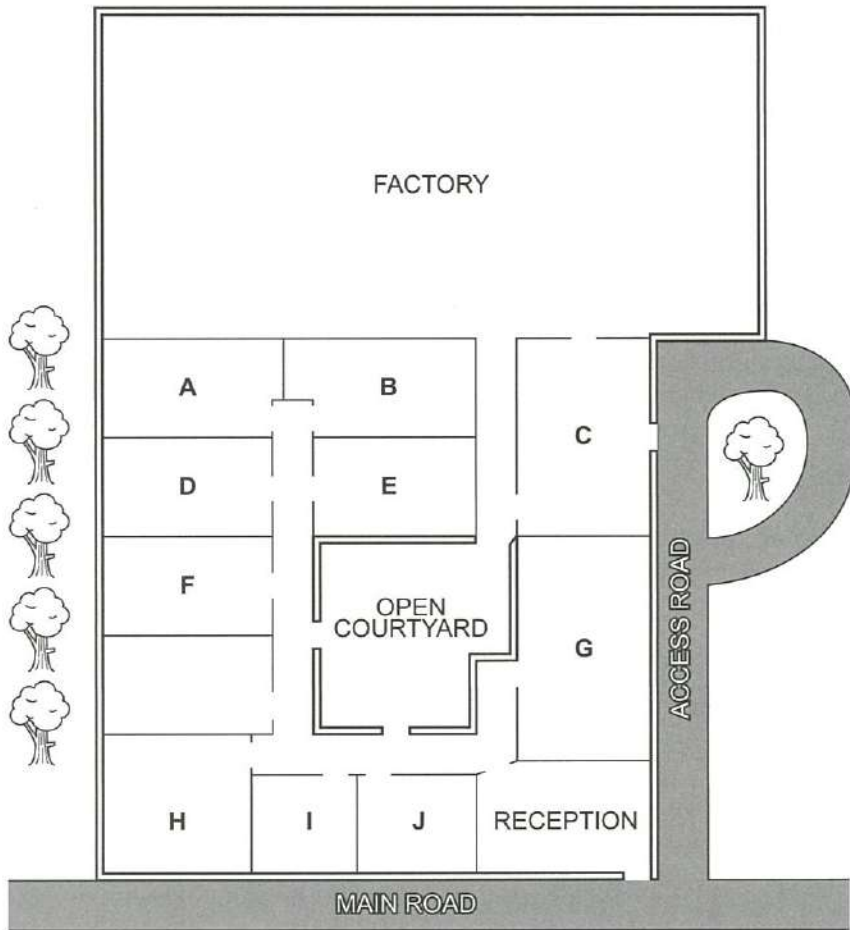 FACTORY
A
B
C
D
E
F
OPEN
COURTYARD
G
ACCESS ROAD
H
I
J
RECEPTION
MAIN ROAD